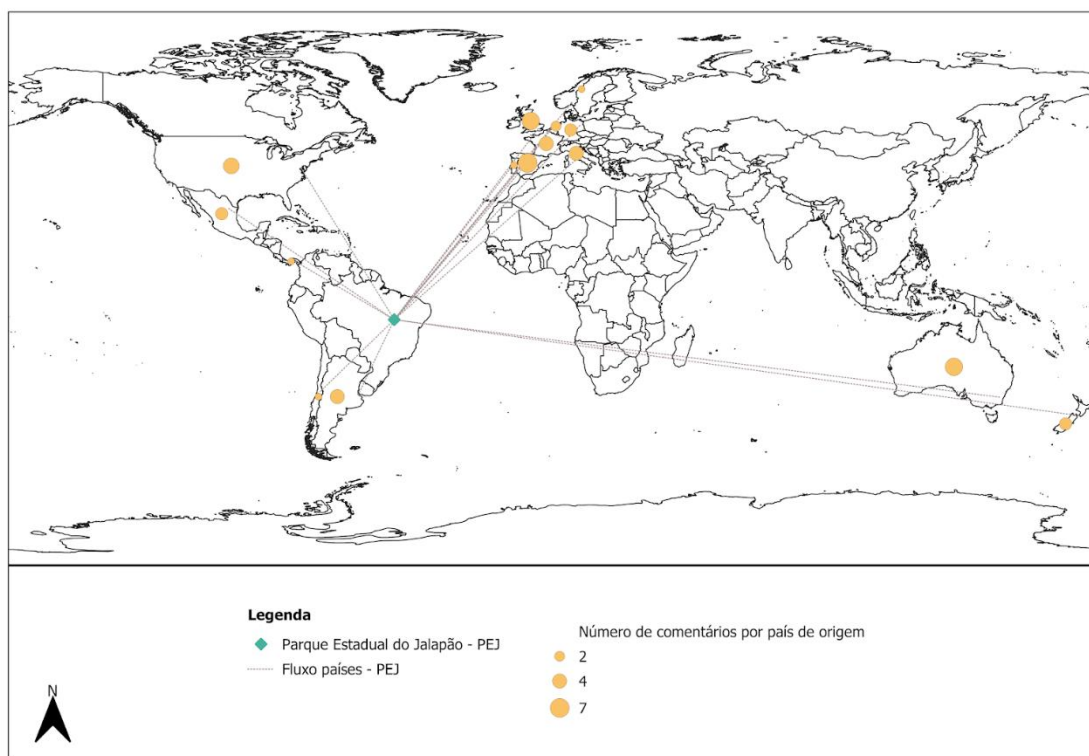 Legenda
Parque Estadual do Jalapão - PEJ
Fluxo países - PEJ
Número de comentários por país de origem
2
4
7
N